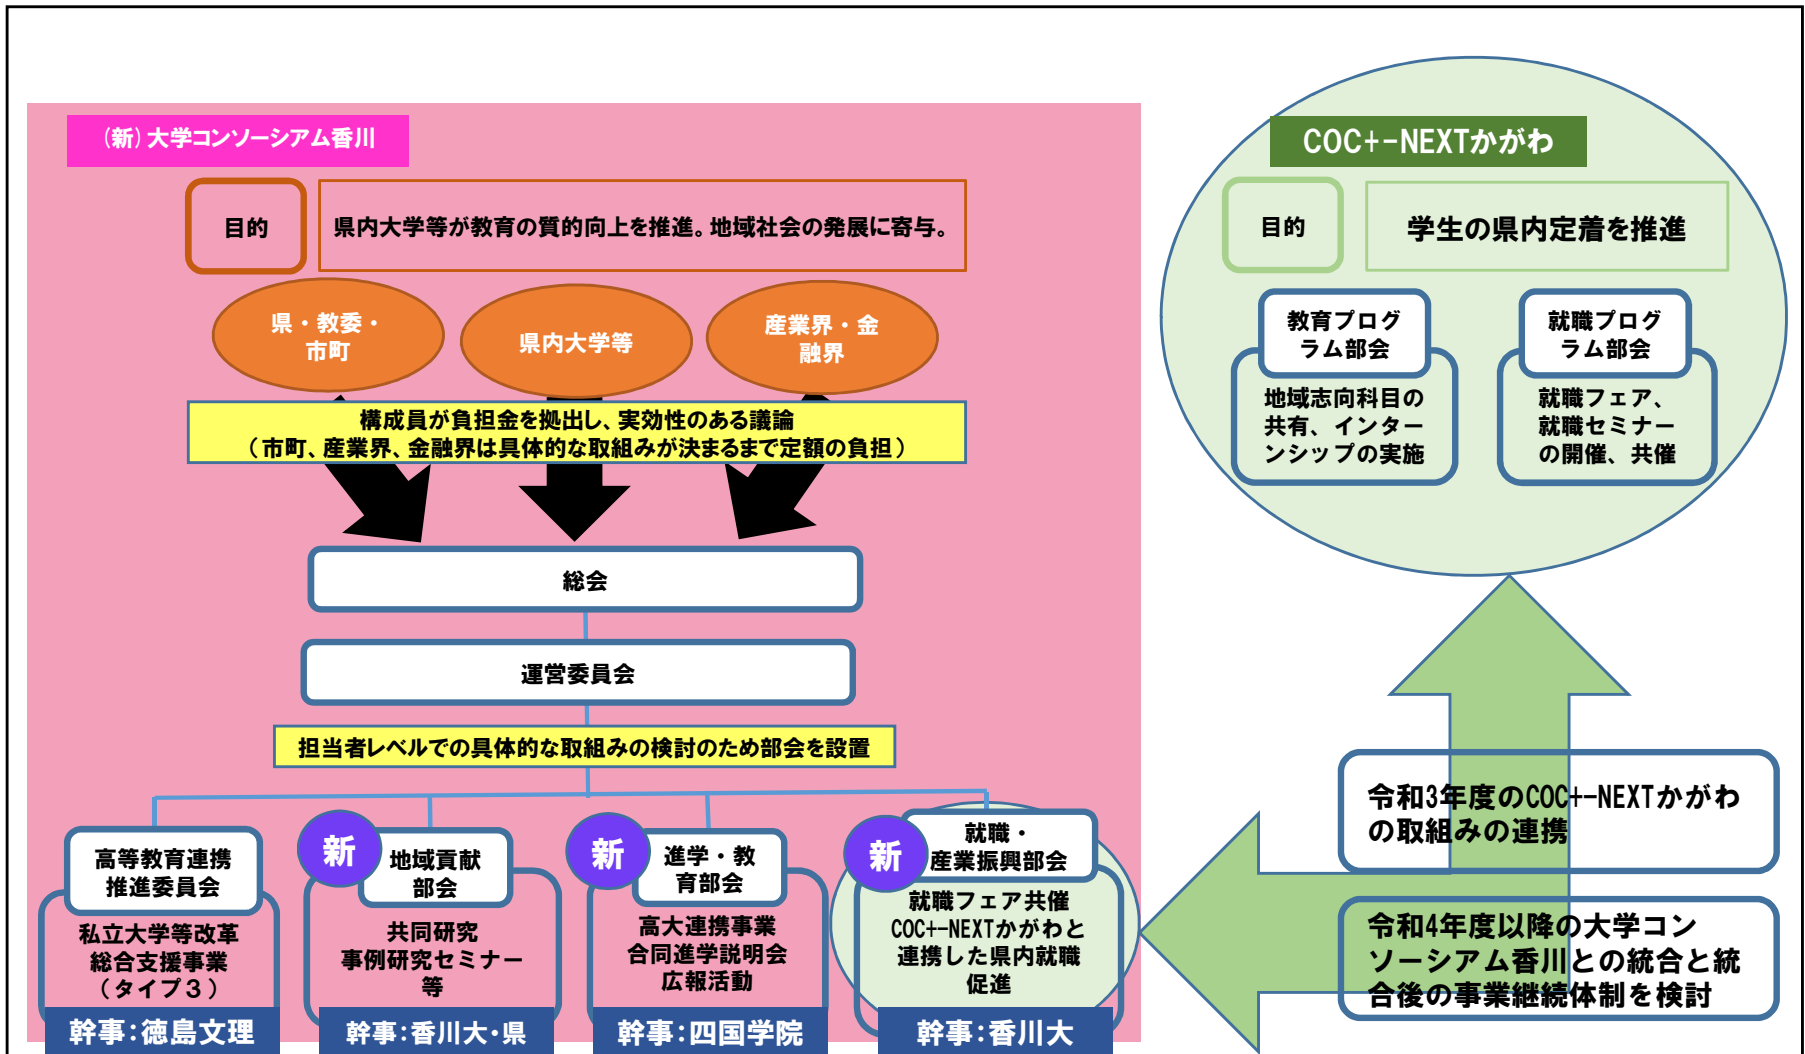 (新)大学コンソーシアム香川
目的
県内大学等が教育の質的向上を推進。地域社会の発展に寄与。
県・教委・
市町
県内大学等
産業界・金
融界
構成員が負担金を拠出し、実効性のある議論
(市町、産業界、金融界は具体的な取組みが決まるまで定額の負担)
総会
運営委員会
担当者レベルでの具体的な取組みの検討のため部会を設置
高等教育連携
推進委員会
私立大学等改革
総合支援事業
(タイプ3)
幹事:徳島文理
新
地域貢献
部会
共同研究
事例研究セミナー
等
幹事:香川大・県
新
進学・教
育部会
高大連携事業
合同進学説明会
広報活動
幹事:四国学院
新
就職・
産業振興部会
就職フェア共催
COC+-NEXTかがわと
連携した県内就職
促進
幹事:香川大
COC+-NEXTかがわ
目的
学生の県内定着を推進
教育プログ
ラム部会
地域志向科目の
共有、インター
ンシップの実施
就職プログ
ラム部会
就職フェア、
就職セミナー
の開催、共催
令和3年度のCOC+-NEXTかがわ
の取組みの連携
令和4年度以降の大学コン
ソーシアム香川との統合と統
合後の事業継続体制を検討